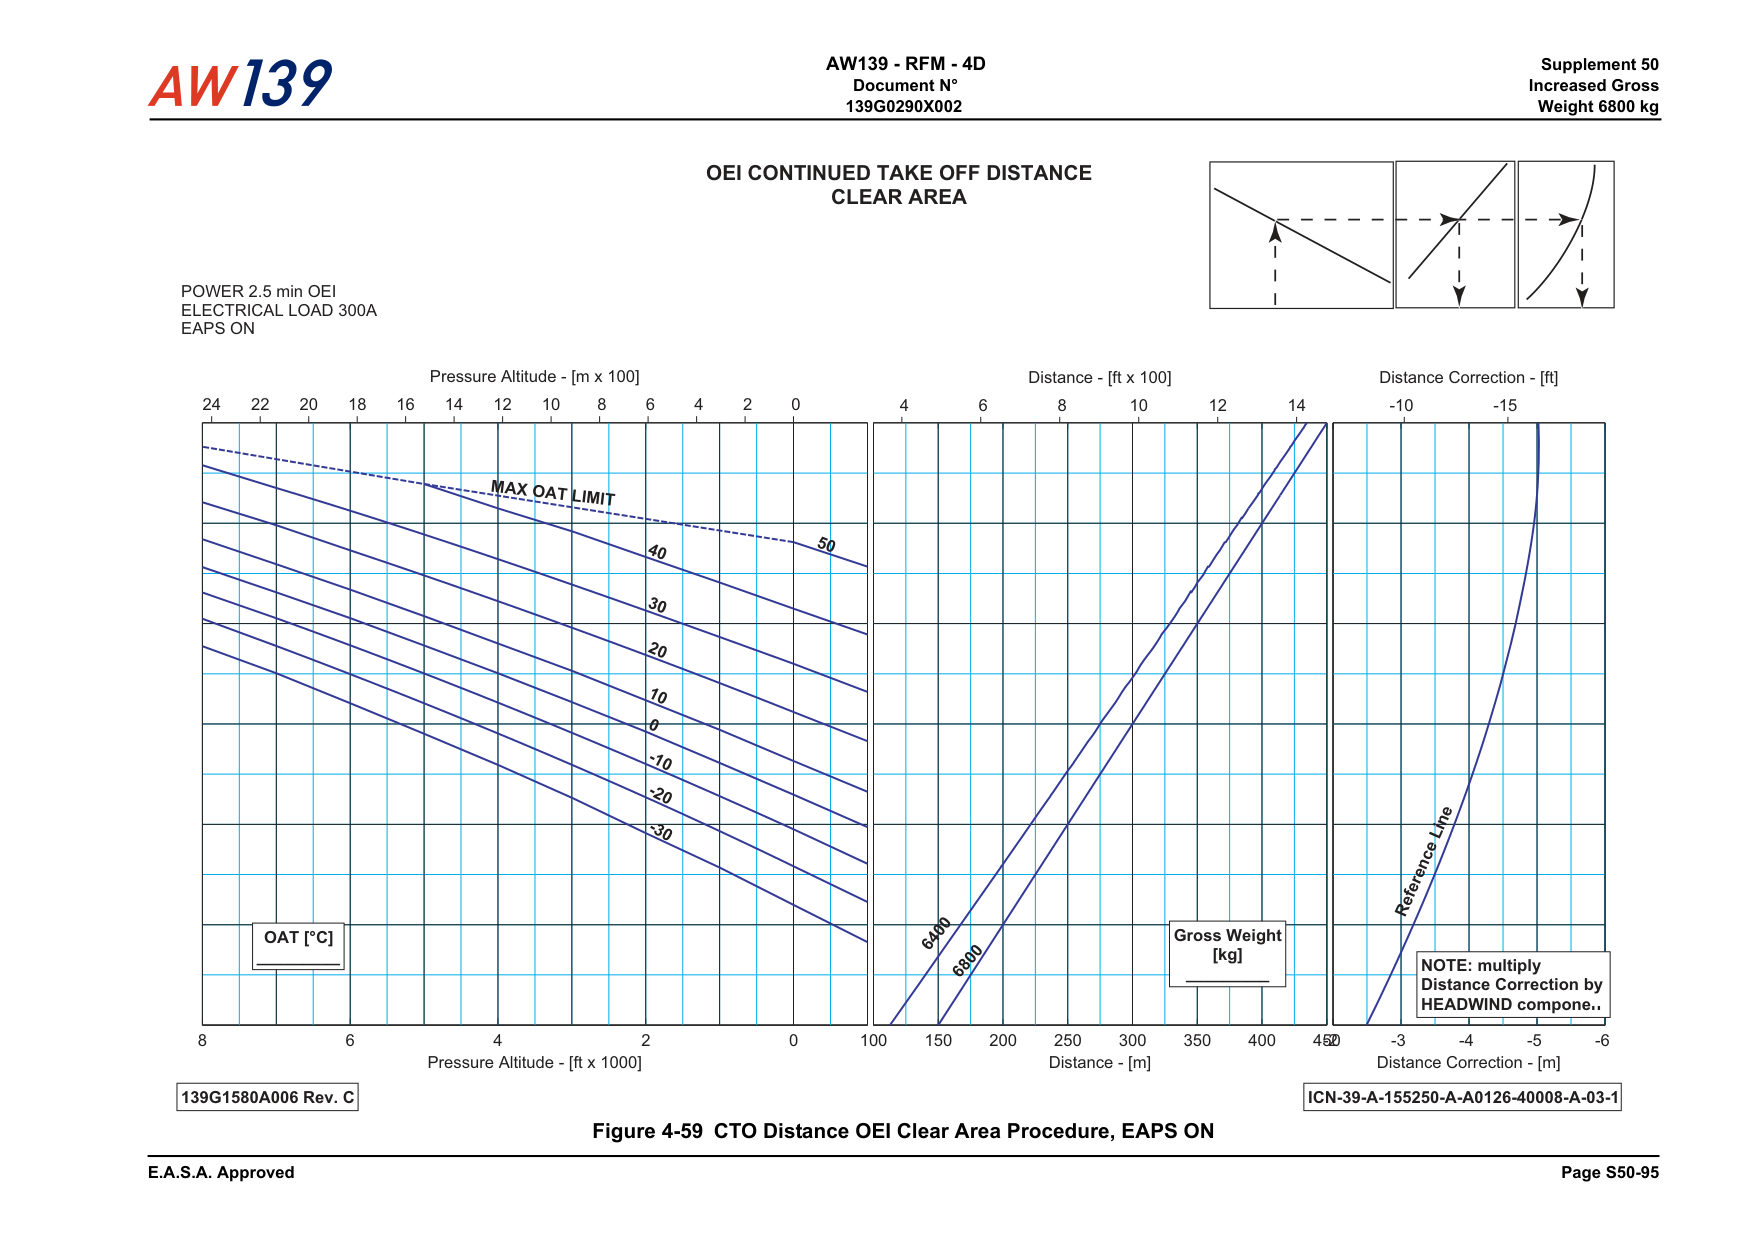 AW139
AW139 - RFM - 4D
Document N°
139G0290X002
Supplement 50
Increased Gross
Weight 6800 kg
OEI CONTINUED TAKE OFF DISTANCE
CLEAR AREA
POWER 2.5 min OEI
ELECTRICAL LOAD 300A
EAPS ON
Pressure Altitude - [m x 100]
24 22 20 18 16 14 12 10 8 6 4 2 0
Distance - [ft x 100]
4 6 8 10 12 14
Distance Correction - [ft]
-10 -15
MAX OAT LIMIT
50
40
30
20
10
0
-10
-20
-30
OAT [°C]
6400
6800
Gross Weight
[kg]
Reference Line
NOTE: multiply
Distance Correction by
HEADWIND compone
8 6 4 2 0
Pressure Altitude - [ft x 1000]
100 150 200 250 300 350 400 450
Distance - [m]
-3 -4 -5 -6
Distance Correction - [m]
139G1580A006 Rev. C
ICN-39-A-155250-A-A0126-40008-A-03-1
Figure 4-59 CTO Distance OEI Clear Area Procedure, EAPS ON
E.A.S.A. Approved
Page S50-95